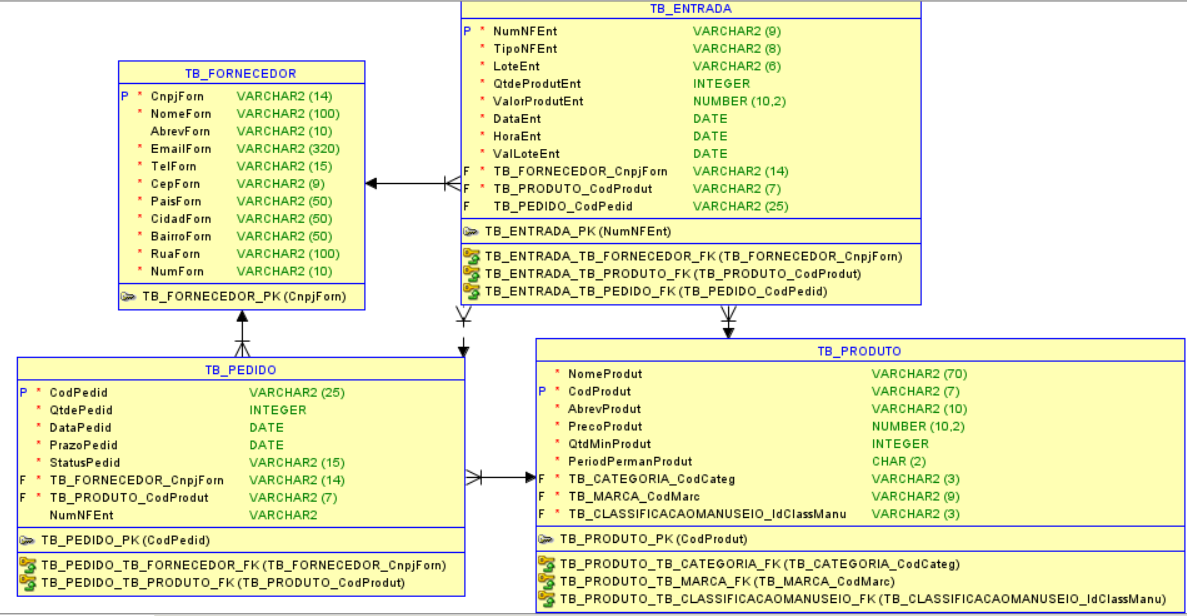 TB_ENTRADA
P * NumNFEnt VARCHAR2 (9)
* TipoNFEnt VARCHAR2 (8)
* LoteEnt VARCHAR2 (6)
* QtdeProdutEnt INTEGER
* ValorProdutEnt NUMBER (10,2)
* DataEnt DATE
* HoraEnt DATE
* ValLoteEnt DATE
F * TB_FORNECEDOR_CnpjForn VARCHAR2 (14)
F * TB_PRODUTO_CodProdut VARCHAR2 (7)
F TB_PEDIDO_CodPedid VARCHAR2 (25)
TB_ENTRADA_PK (NumNFEnt)
TB_ENTRADA_TB_FORNECEDOR_FK (TB_FORNECEDOR_CnpjForn)
TB_ENTRADA_TB_PRODUTO_FK (TB_PRODUTO_CodProdut)
TB_ENTRADA_TB_PEDIDO_FK (TB_PEDIDO_CodPedid)
TB_FORNECEDOR
P * CnpjForn VARCHAR2 (14)
* NomeForn VARCHAR2 (100)
AbrevForn VARCHAR2 (10)
* EmailForn VARCHAR2 (320)
* TelForn VARCHAR2 (15)
* CepForn VARCHAR2 (9)
* PaisForn VARCHAR2 (50)
* CidadForn VARCHAR2 (50)
* BairroForn VARCHAR2 (50)
* RuaForn VARCHAR2 (100)
* NumForn VARCHAR2 (10)
TB_FORNECEDOR_PK (CnpjForn)
TB_PEDIDO
P * CodPedid VARCHAR2 (25)
* QtdePedid INTEGER
* DataPedid DATE
* PrazoPedid DATE
* StatusPedid VARCHAR2 (15)
F * TB_FORNECEDOR_CnpjForn VARCHAR2 (14)
F * TB_PRODUTO_CodProdut VARCHAR2 (7)
NumNFEnt VARCHAR2
TB_PEDIDO_PK (CodPedid)
TB_PEDIDO_TB_FORNECEDOR_FK (TB_FORNECEDOR_CnpjForn)
TB_PEDIDO_TB_PRODUTO_FK (TB_PRODUTO_CodProdut)
TB_PRODUTO
* NomeProdut VARCHAR2 (70)
P * CodProdut VARCHAR2 (7)
* AbrevProdut VARCHAR2 (10)
* PrecoProdut NUMBER (10,2)
* QtdMinProdut INTEGER
* PeriodPermanProdut CHAR (2)
F * TB_CATEGORIA_CodCateg VARCHAR2 (3)
F * TB_MARCA_CodMarc VARCHAR2 (9)
F * TB_CLASSIFICACAOMANUSEIO_IdClassManu VARCHAR2 (3)
TB_PRODUTO_PK (CodProdut)
TB_PRODUTO_TB_CATEGORIA_FK (TB_CATEGORIA_CodCateg)
TB_PRODUTO_TB_MARCA_FK (TB_MARCA_CodMarc)
TB_PRODUTO_TB_CLASSIFICACAOMANUSEIO_FK (TB_CLASSIFICACAOMANUSEIO_IdClassManu)